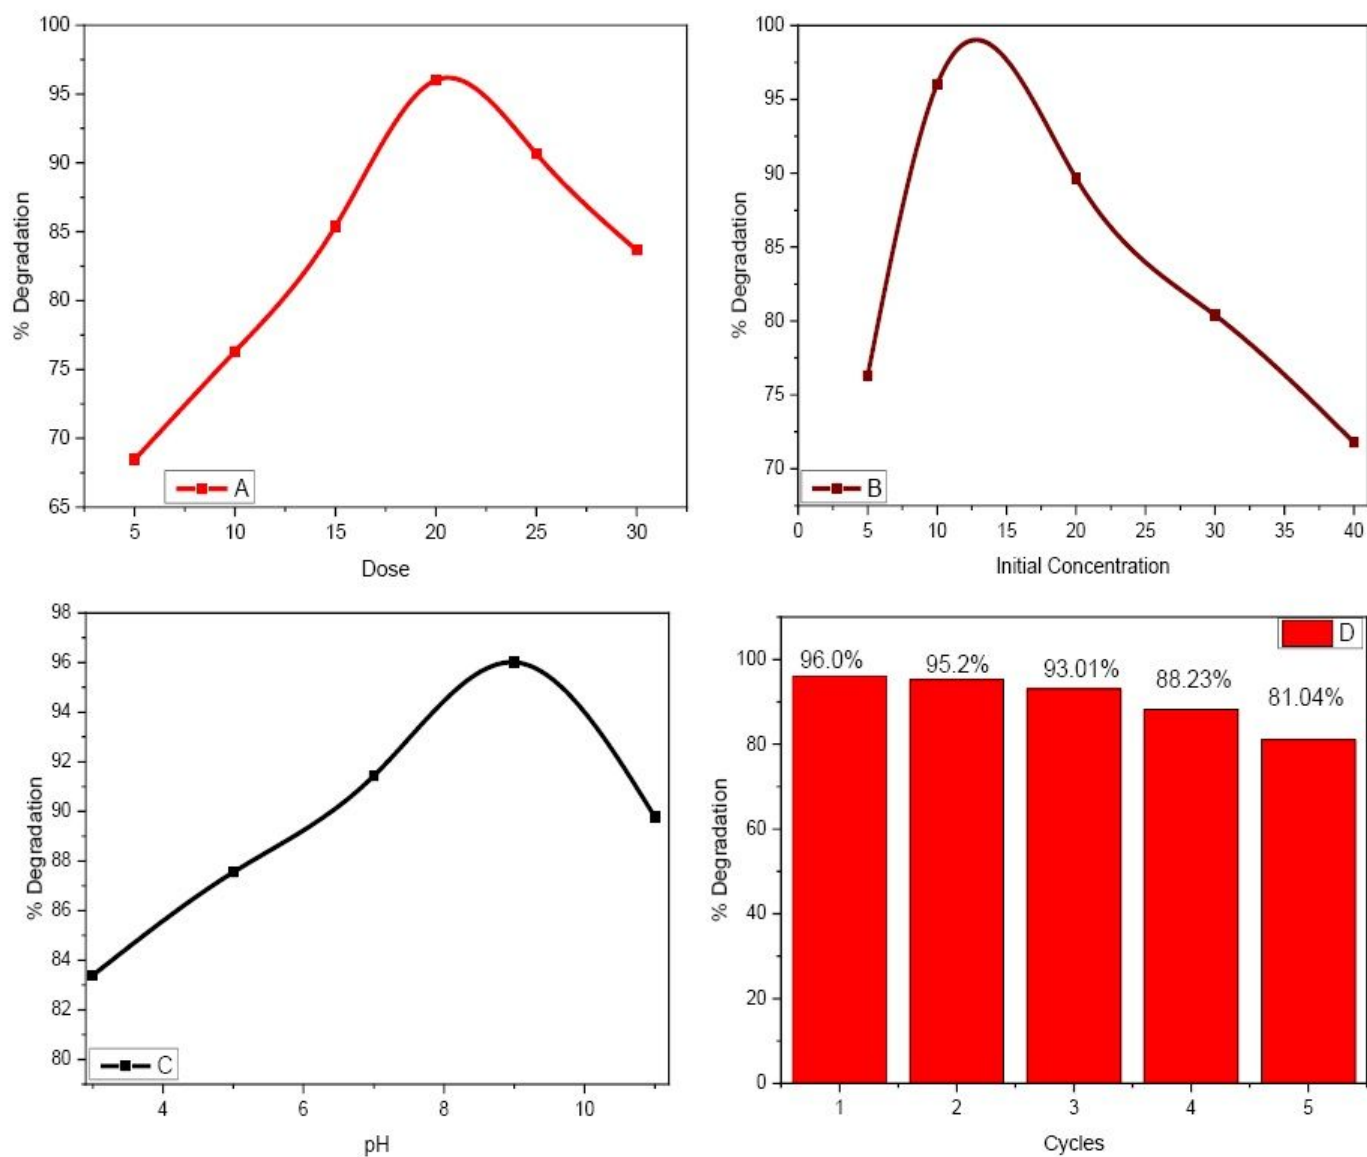 100
95
90
85
80
75
70
65
% Degradation
A
5 10 15 20 25 30
Dose
100
95
90
85
80
75
70
% Degradation
B
0 5 10 15 20 25 30 35 40
Initial Concentration
98
96
94
92
90
88
86
84
82
80
% Degradation
C
4 6 8 10
pH
D
100
80
60
40
20
0
% Degradation
96.0% 95.2% 93.01% 88.23% 81.04%
1 2 3 4 5
Cycles